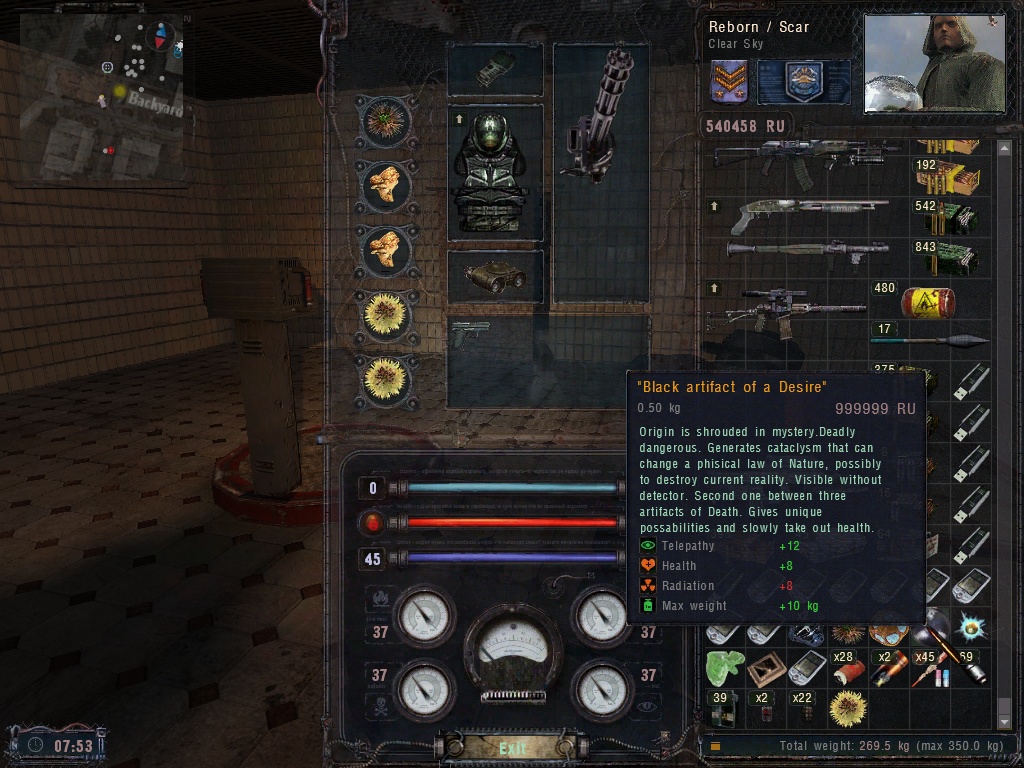 Backyard
Reborn / Scar
Clear Sky
540458 RU
192
542
843
480
17
375
"Black artifact of a Desire"
0.50 kg
999999 RU
Origin is shrouded in mystery.Deadly
dangerous. Generates cataclysm that can
change a phisical law of Nature, possibly
to destroy current reality. Visible without
detector. Second one between three
artifacts of Death. Gives unique
possabilities and slowly take out health.
Telepathy +12
Health +8
Radiation +8
Max weight +10 kg
0
45
37
37
37
37
x28
x2
x45
69
39
x2
x22
Exit
07:53
Total weight: 269.5 kg (max 350.0 kg)